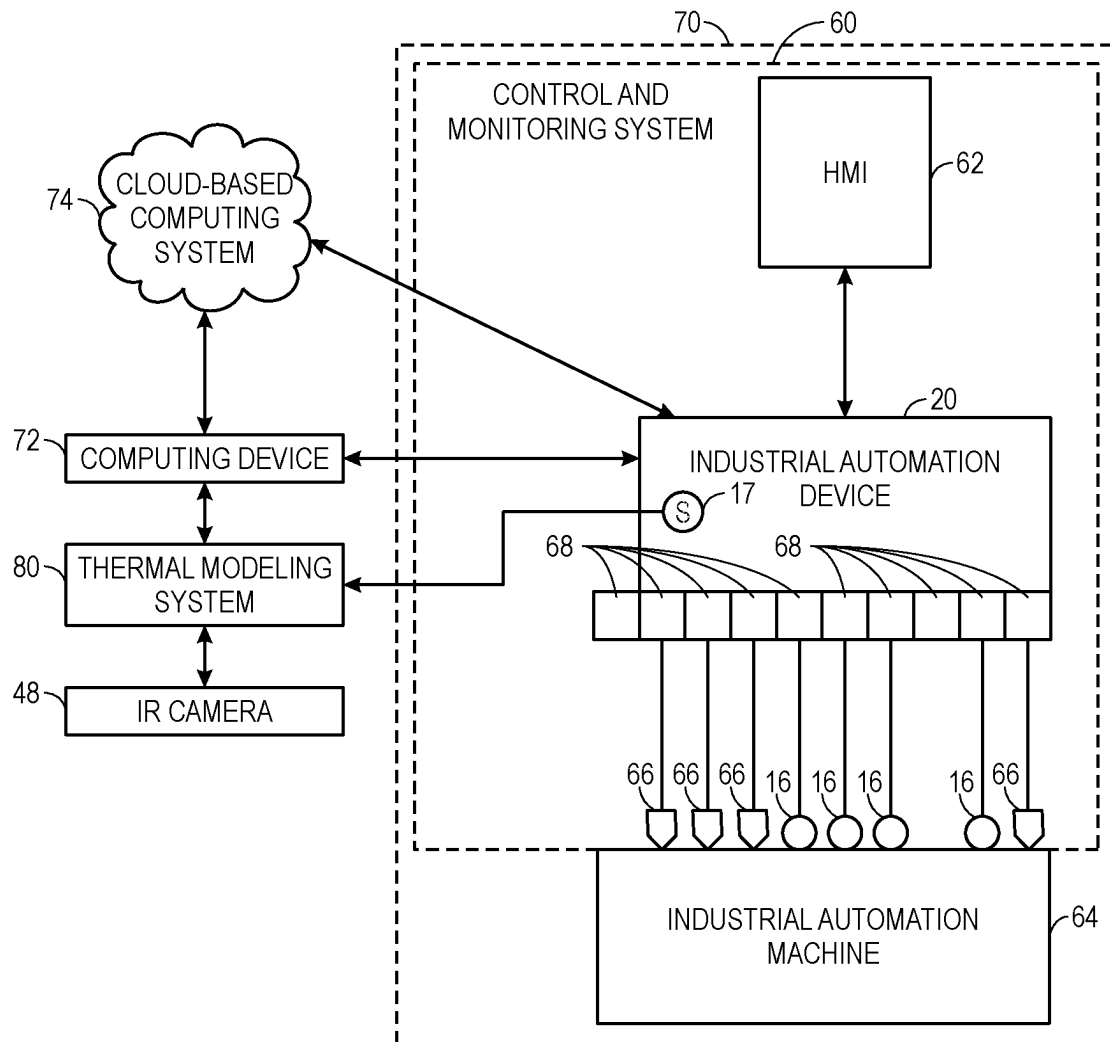 70
60
CONTROL AND
MONITORING SYSTEM
HMI
62
CLOUD-BASED
COMPUTING
SYSTEM
74
20
72
COMPUTING DEVICE
INDUSTRIAL AUTOMATION
DEVICE
S
17
68
68
80
THERMAL MODELING
SYSTEM
48
IR CAMERA
66
66
66
16
16
16
16
66
INDUSTRIAL AUTOMATION
MACHINE
64